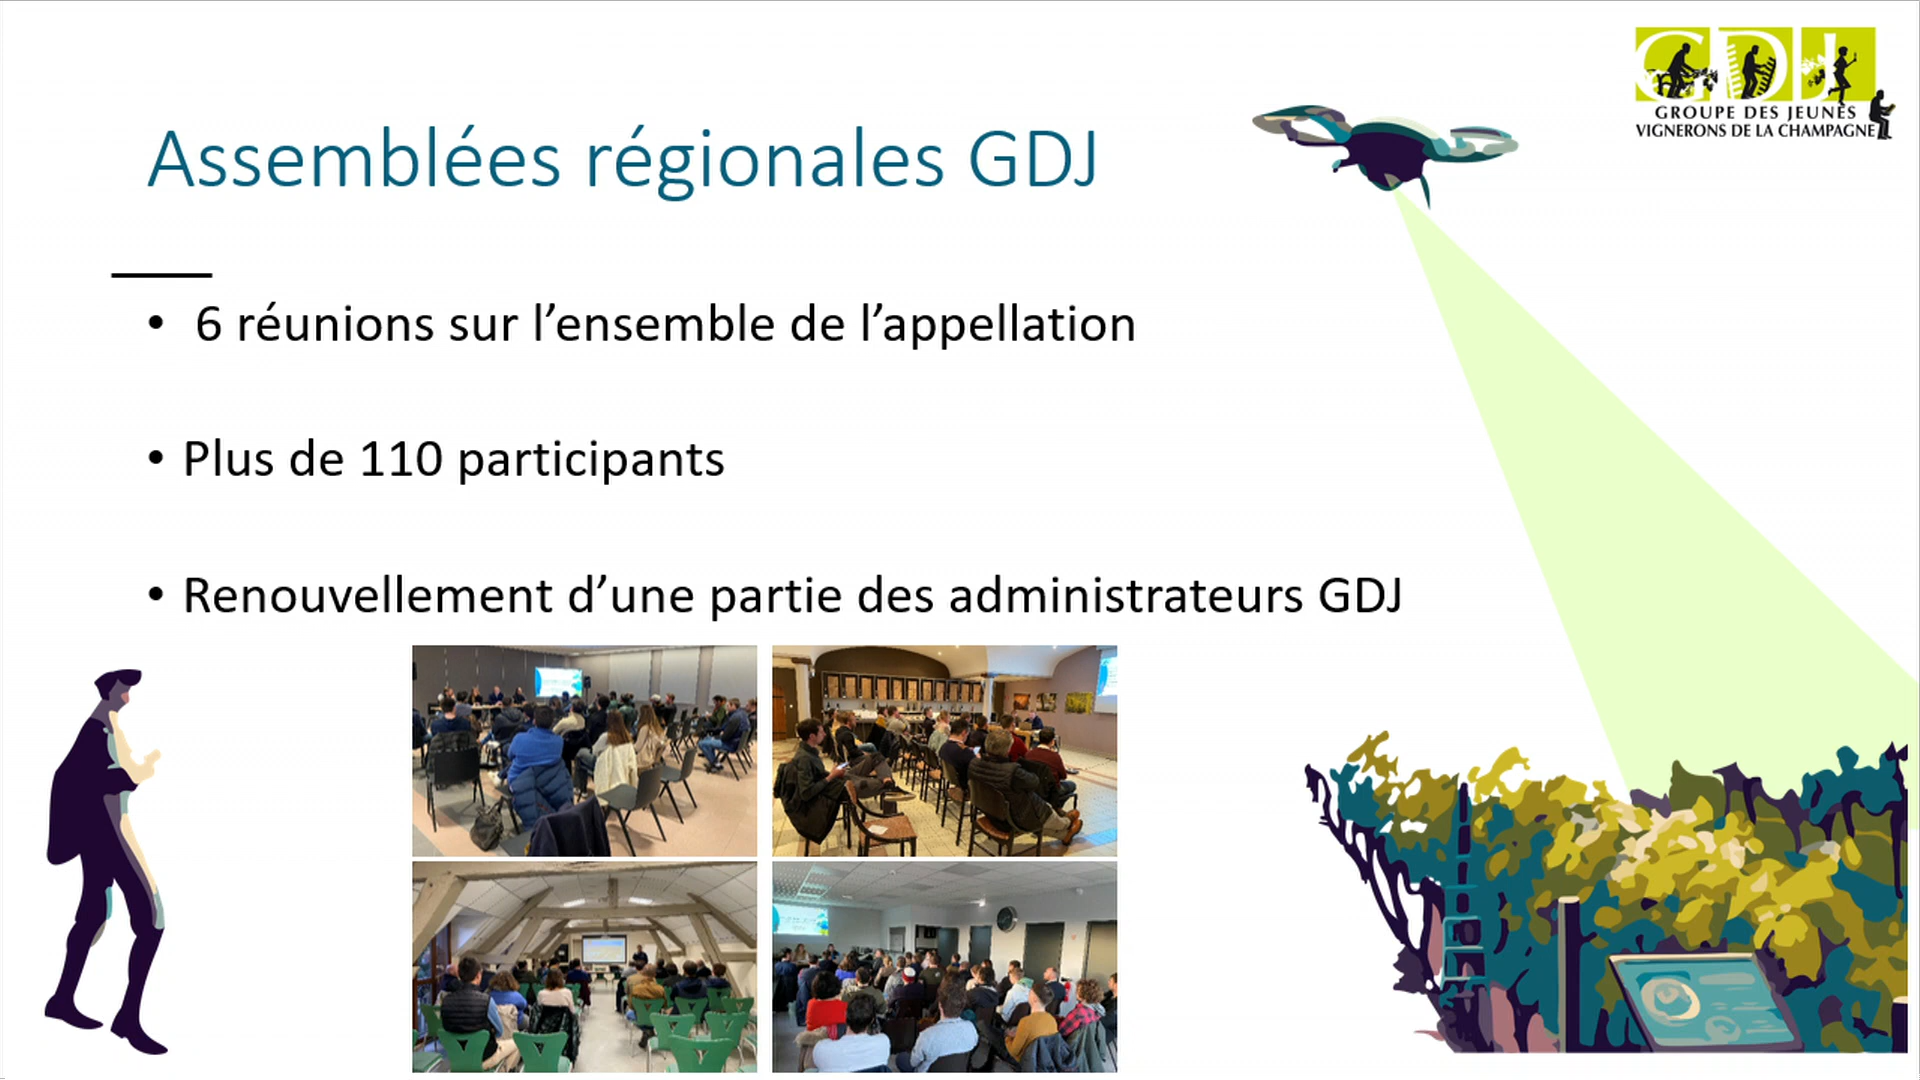 GDJ
GROUPE DES JEUNES
VIGNERONS DE LA CHAMPAGNE
Assemblées régionales GDJ
• 6 réunions sur l’ensemble de l’appellation
• Plus de 110 participants
• Renouvellement d’une partie des administrateurs GDJ